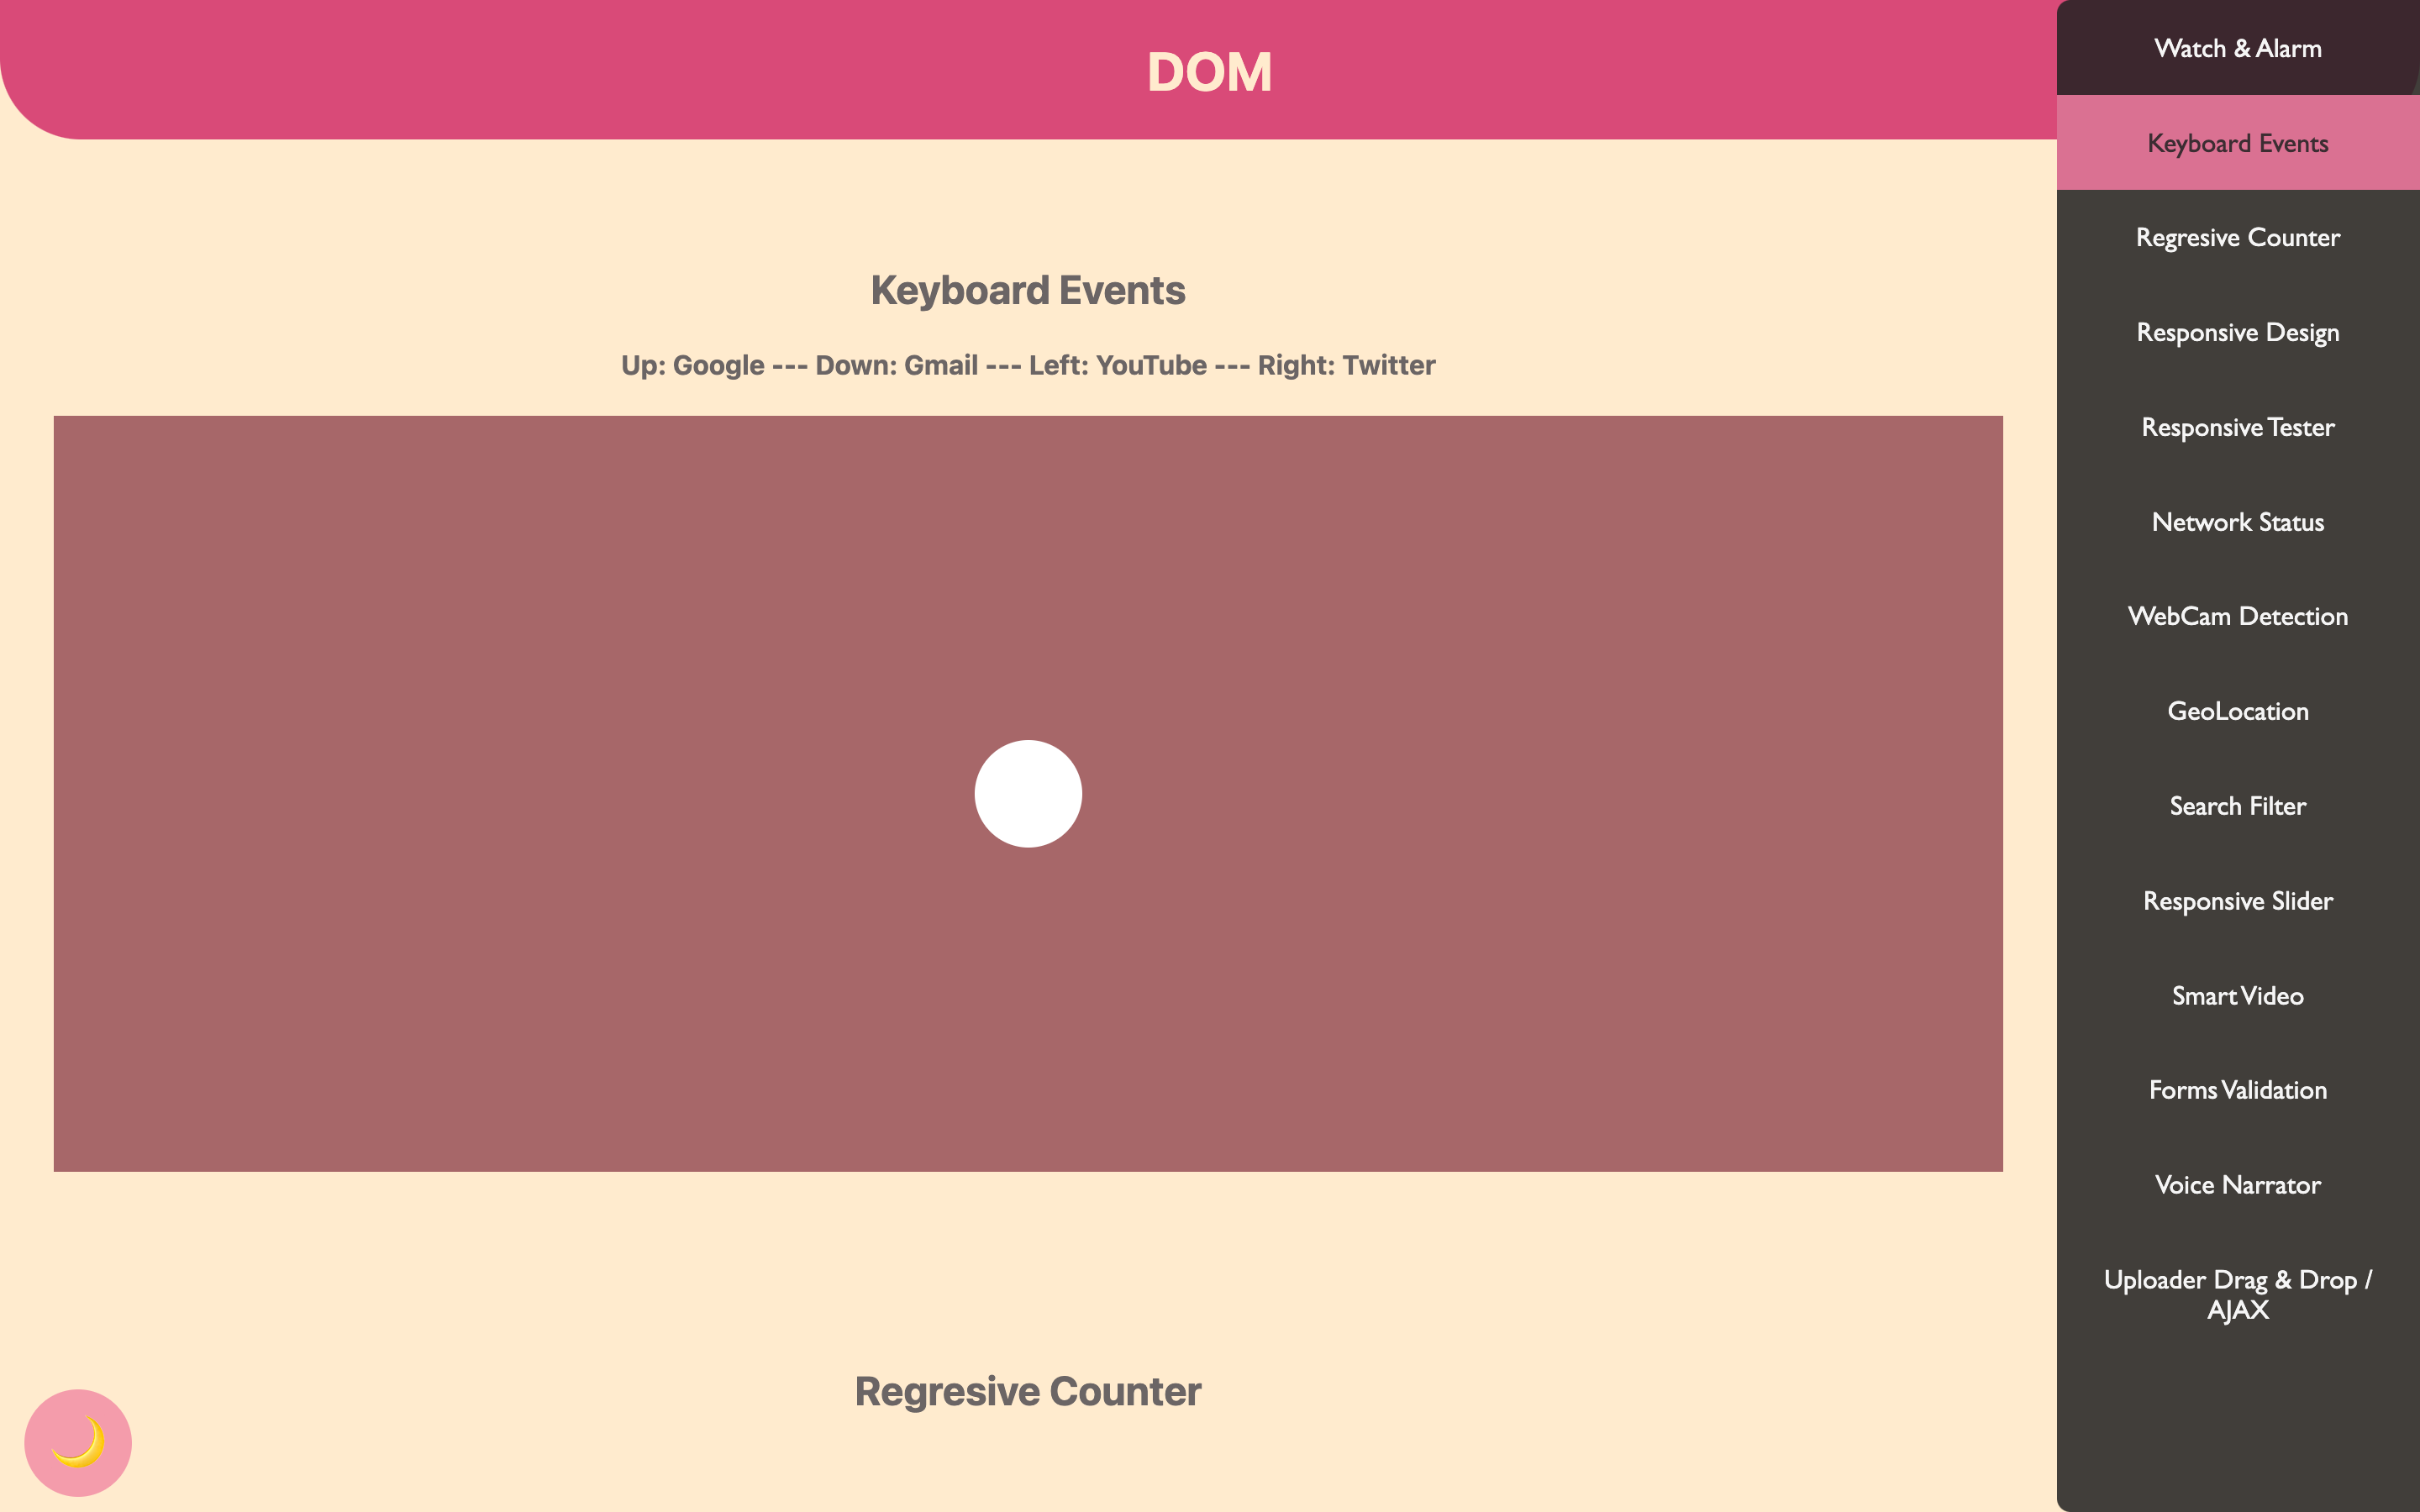 DOM
Keyboard Events
Up: Google --- Down: Gmail --- Left: YouTube --- Right: Twitter
Regresive Counter
Watch & Alarm
Keyboard Events
Regresive Counter
Responsive Design
Responsive Tester
Network Status
WebCam Detection
GeoLocation
Search Filter
Responsive Slider
Smart Video
Forms Validation
Voice Narrator
Uploader Drag & Drop /
AJAX